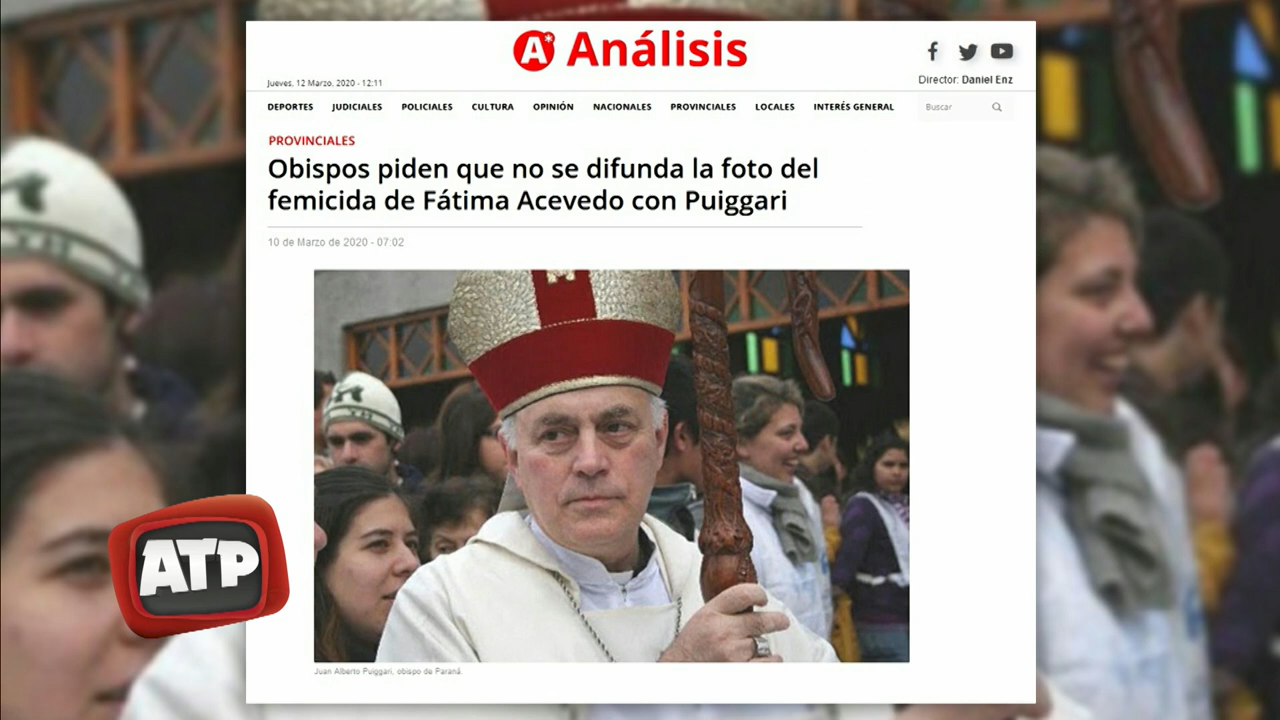 A* Análisis
Jueves, 12 Marzo, 2020 - 12:11
Director: Daniel Enz
DEPORTES JUDICIALES POLICIALES CULTURA OPINIÓN NACIONALES PROVINCIALES LOCALES INTERÉS GENERAL Buscar
PROVINCIALES
Obispos piden que no se difunda la foto del
femicida de Fátima Acevedo con Puiggari
10 de Marzo de 2020 - 07:02
ATP
Juan Alberto Puiggari, obispo de Paraná.